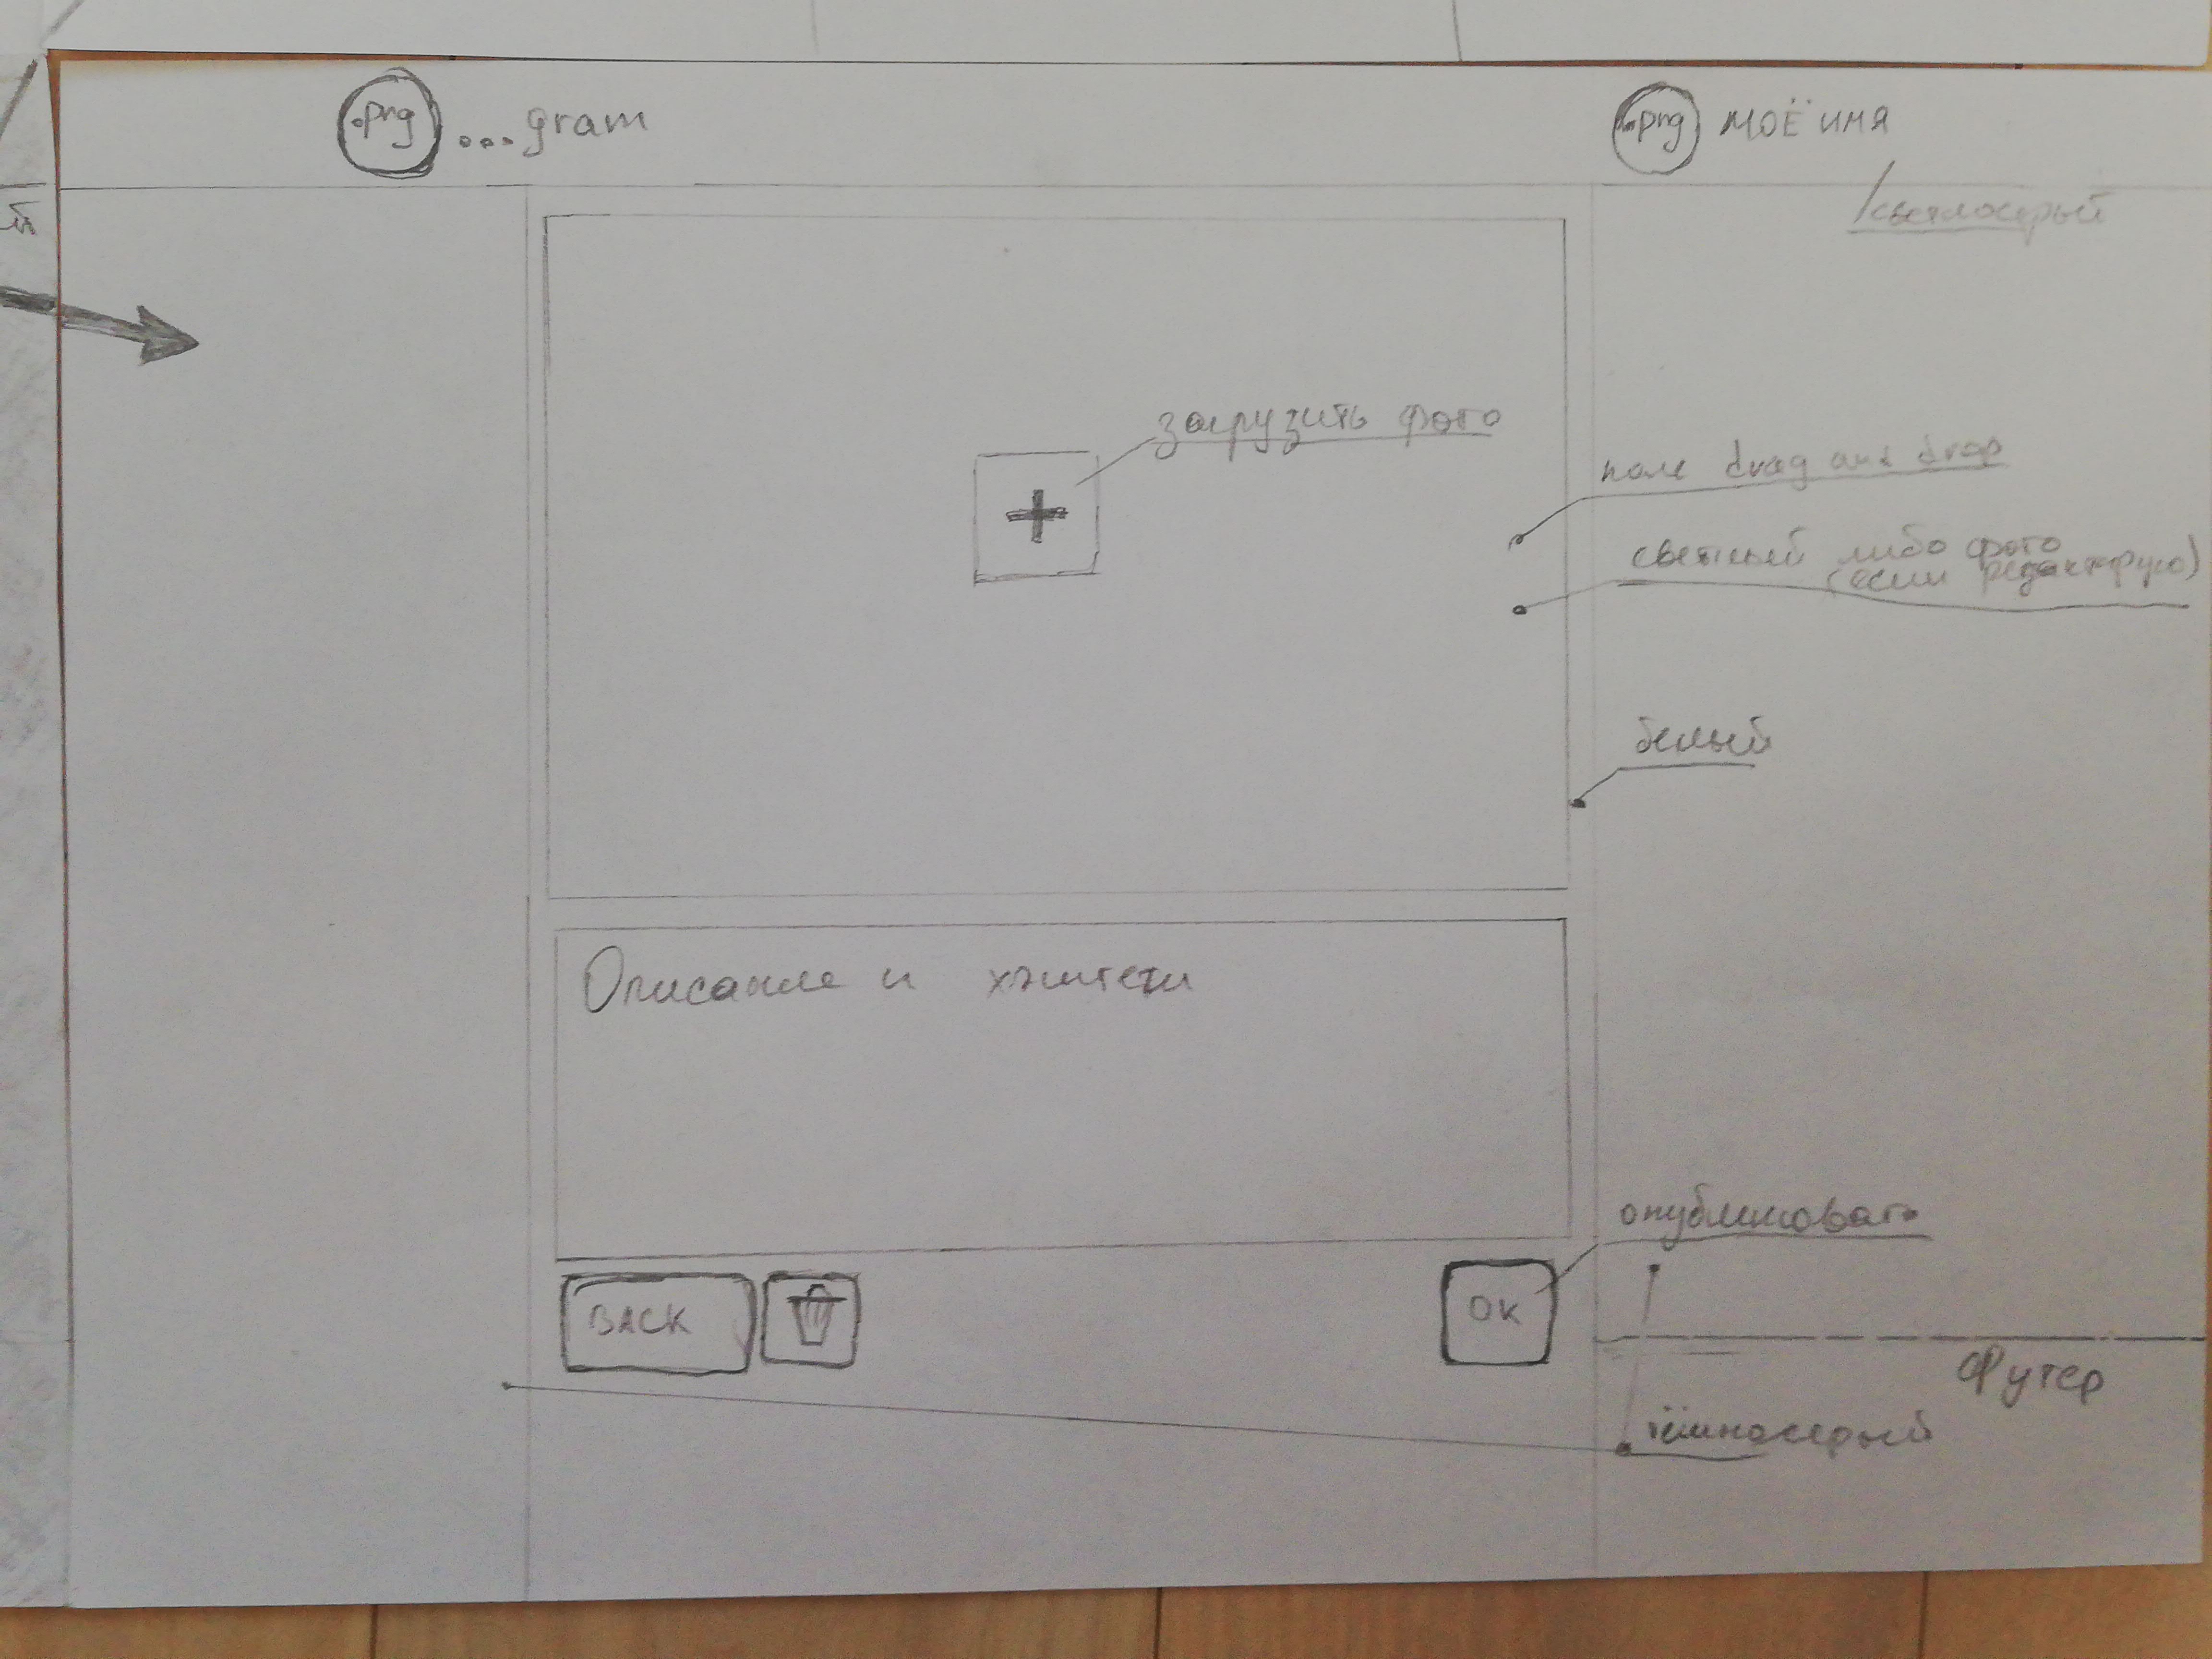 .png ...gram
.png моё имя
светлосерый
загрузить фото
поле drag and drop
светлый либо фото
(если редактирую)
белый
Описание и хэштеги
опубликовать
BACK
OK
Футер
тёмносерый